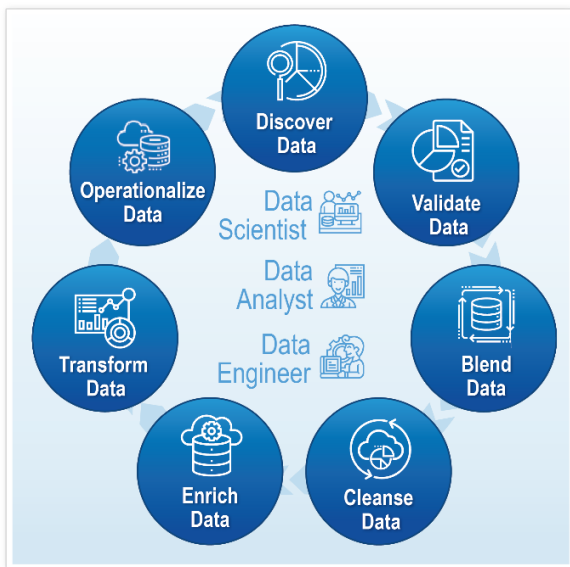 Discover
Data
Validate
Data
Blend
Data
Cleanse
Data
Enrich
Data
Transform
Data
Operationalize
Data
Data
Scientist
Data
Analyst
Data
Engineer